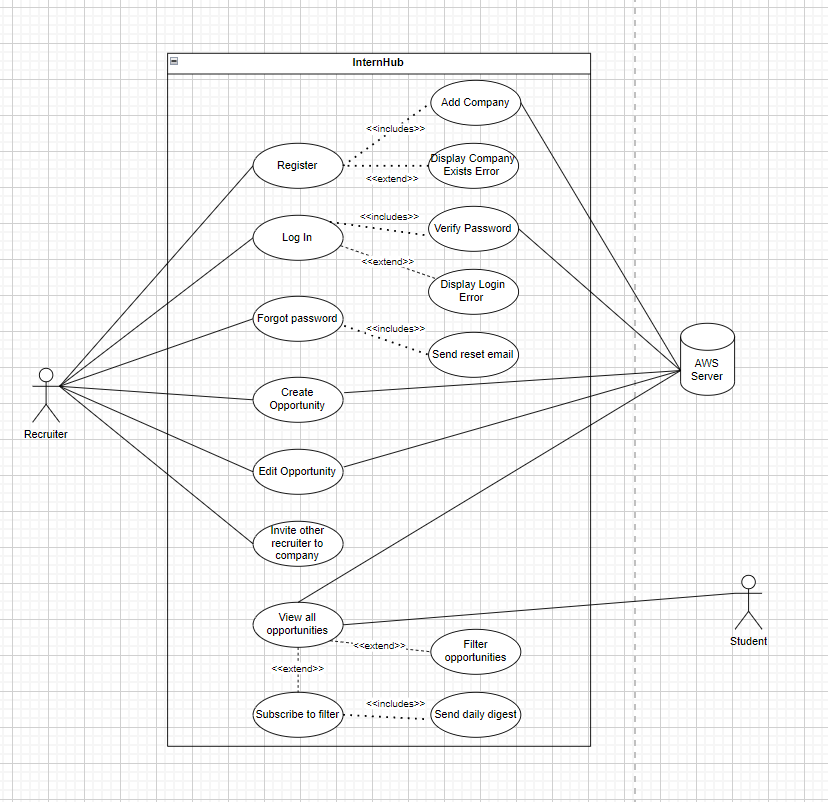 InternHub
Add Company
<<includes>>
Register
Display Company
Exists Error
<<extend>>
<<includes>>
Verify Password
Log In
<<extend>>
Display Login
Error
Forgot password
<<includes>>
Send reset email
AWS
Server
Create
Opportunity
Recruiter
Edit Opportunity
Invite other
recruiter to
company
View all
opportunities
Student
<<extend>>
Filter
opportunities
<<extend>>
<<includes>>
Subscribe to filter
Send daily digest